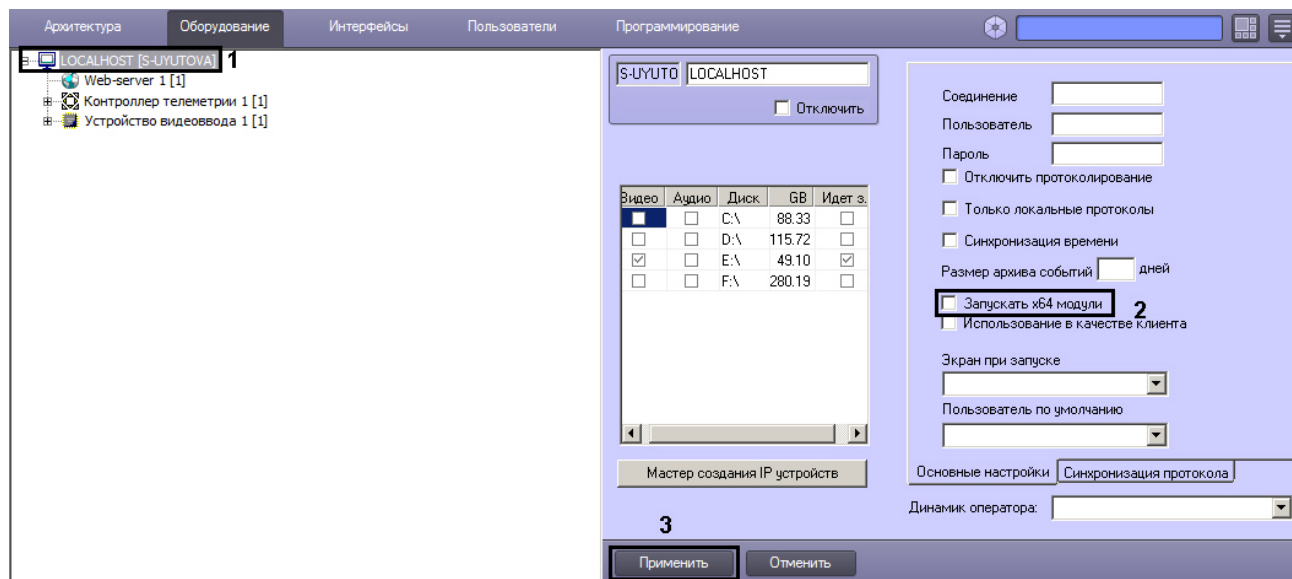 Архитектура Оборудование Интерфейсы Пользователи Программирование
LOCALHOST [S-UYUTOVA] 1
Web-server 1 [1]
Контроллер телеметрии 1 [1]
Устройство видеоввода 1 [1]
S-UYUTO LOCALHOST
Отключить
Видео Аудио Диск GB Идет з.
C:\ 88.33
D:\ 115.72
E:\ 49.10
F:\ 280.19
Мастер создания IP устройств
Соединение
Пользователь
Пароль
Отключить протоколирование
Только локальные протоколы
Синхронизация времени
Размер архива событий дней
Запускать x64 модули 2
Использование в качестве клиента
Экран при запуске
Пользователь по умолчанию
Основные настройки Синхронизация протокола
Динамик оператора:
3
Применить Отменить